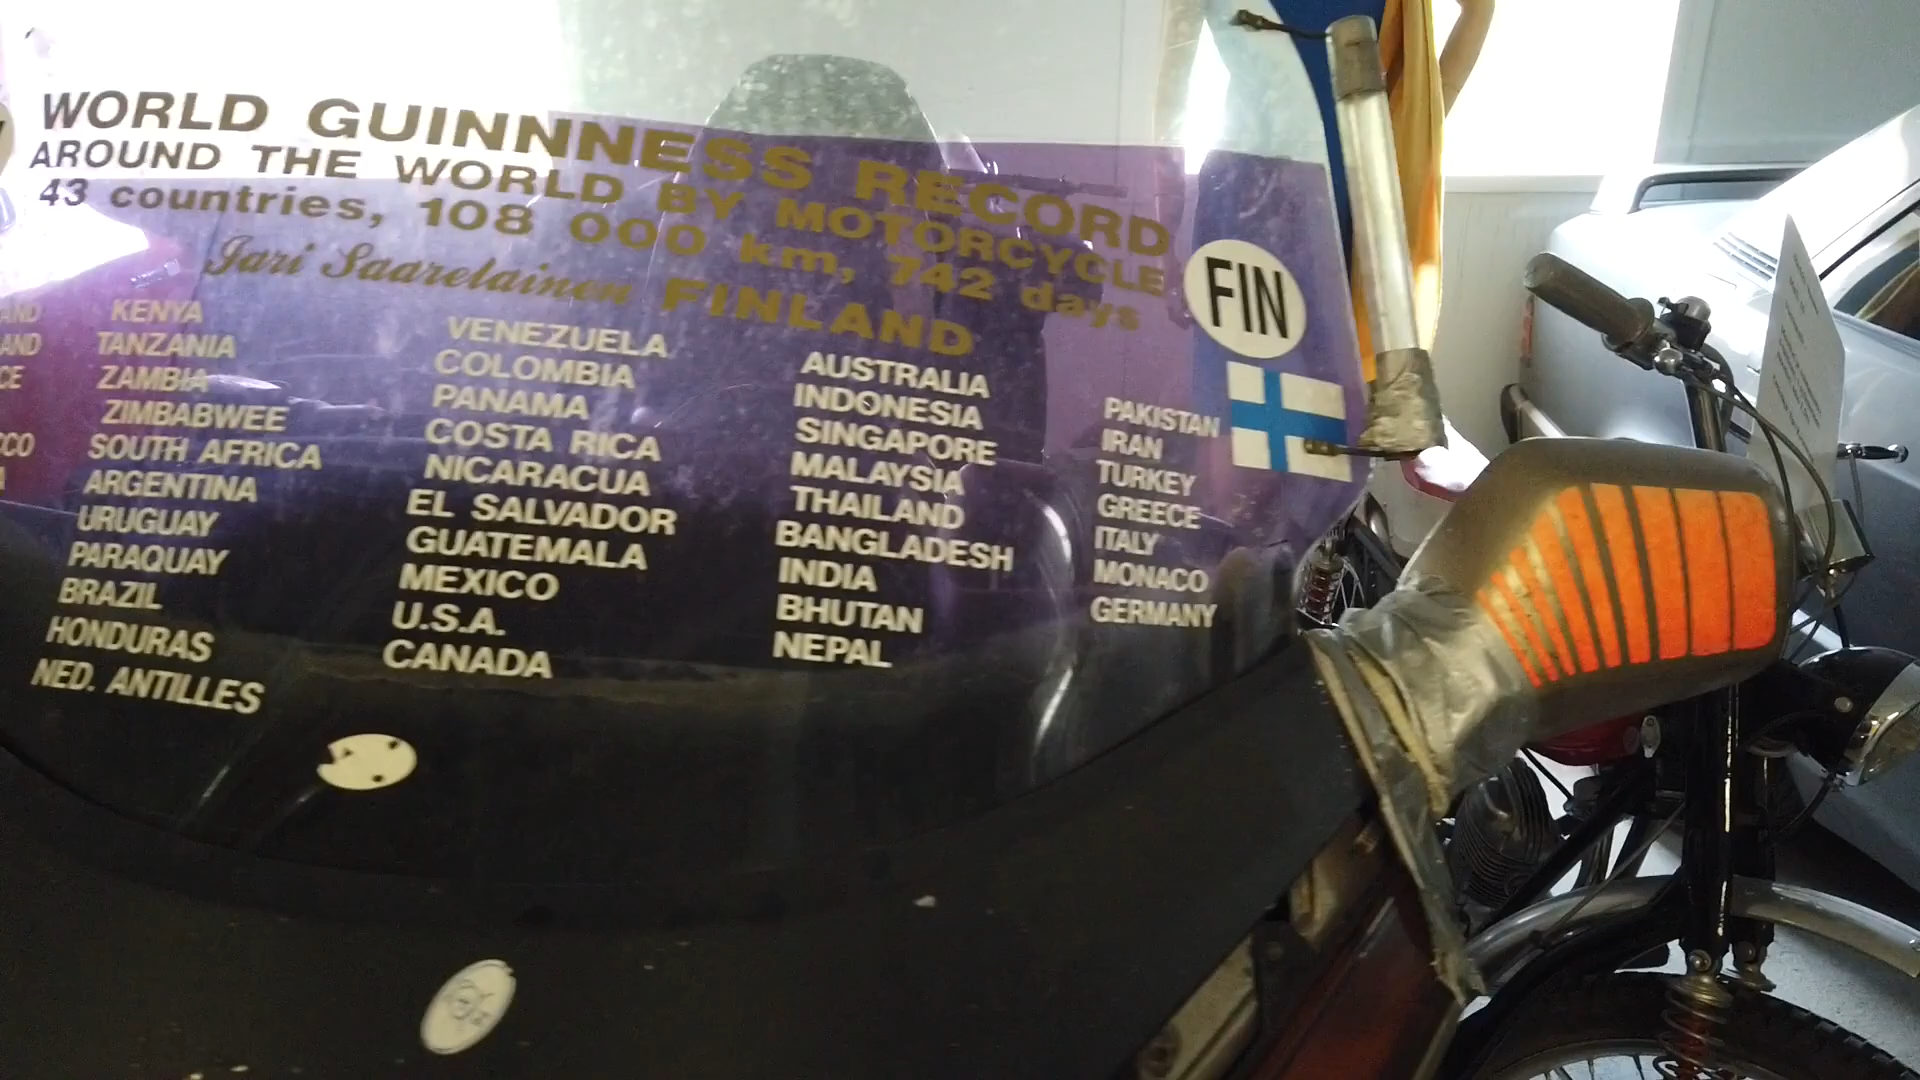 WORLD GUINNNESS RECORD
AROUND THE WORLD BY MOTORCYCLE
43 countries, 108 000 km, 742 days
Jari Saarelainen FINLAND
FIN
KENYA
TANZANIA
ZAMBIA
ZIMBABWEE
SOUTH AFRICA
ARGENTINA
URUGUAY
PARAQUAY
BRAZIL
HONDURAS
NED. ANTILLES
VENEZUELA
COLOMBIA
PANAMA
COSTA RICA
NICARACUA
EL SALVADOR
GUATEMALA
MEXICO
U.S.A.
CANADA
AUSTRALIA
INDONESIA
SINGAPORE
MALAYSIA
THAILAND
BANGLADESH
INDIA
BHUTAN
NEPAL
PAKISTAN
IRAN
TURKEY
GREECE
ITALY
MONACO
GERMANY